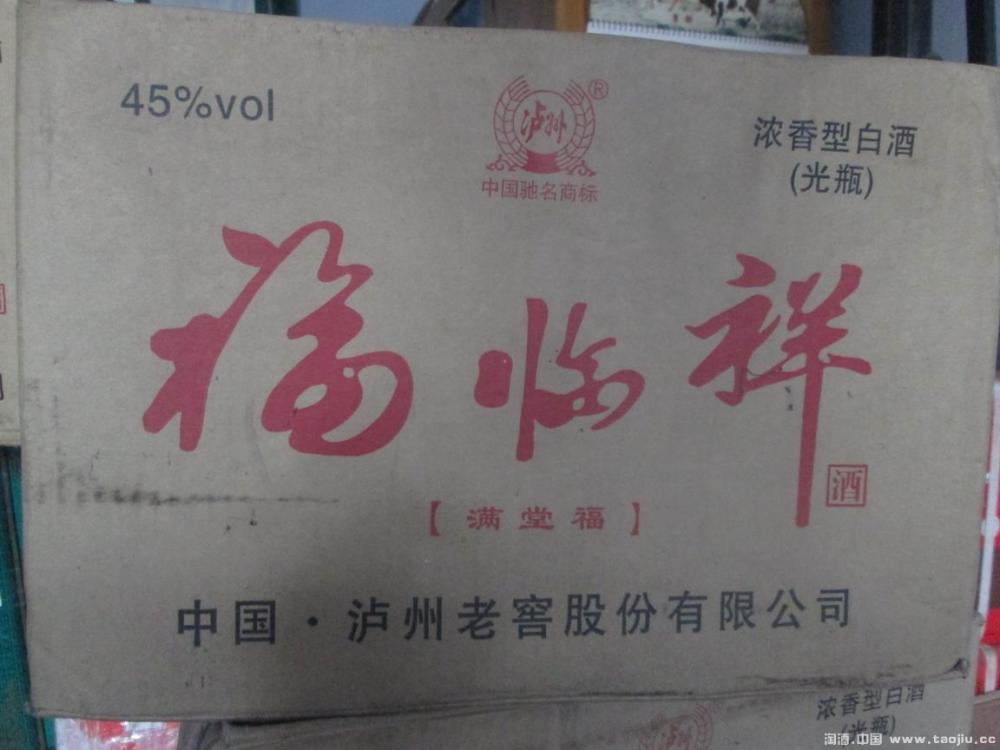 45%vol
泸州
®
中国驰名商标
浓香型白酒
(光瓶)
福临祥
酒
【满堂福】
中国·泸州老窖股份有限公司
浓香型白酒
(光瓶)
淘酒.中国 www.taojiu.cc